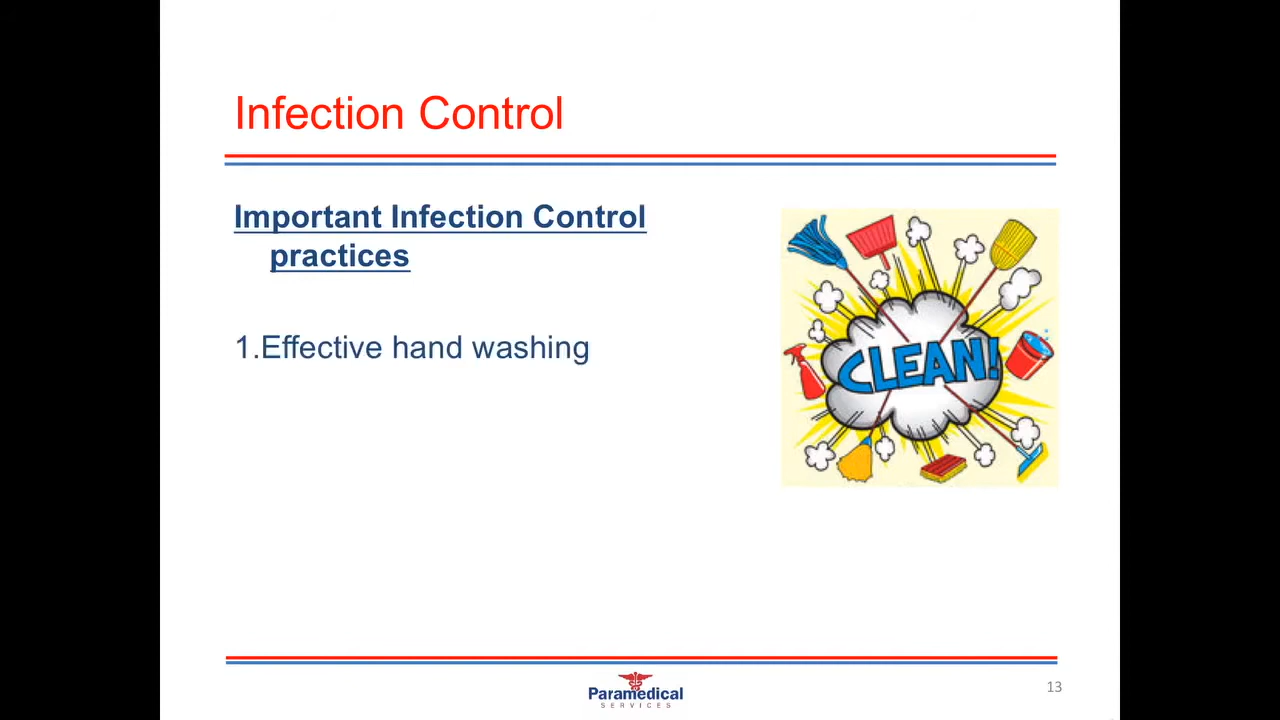 Infection Control
Important Infection Control
practices
1.Effective hand washing
CLEAN!
Paramedical
SERVICES
13